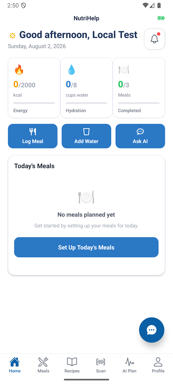 2:50
NutriHelp
Good afternoon, Local Test
Sunday, August 2, 2026
0/2000
kcal
Energy
0/8
cups water
Hydration
0/3
Meals
Completed
Log Meal
Add Water
Ask AI
Today's Meals
No meals planned yet
Get started by setting up your meals for today.
Set Up Today's Meals
Home
Meals
Recipes
Scan
AI Plan
Profile